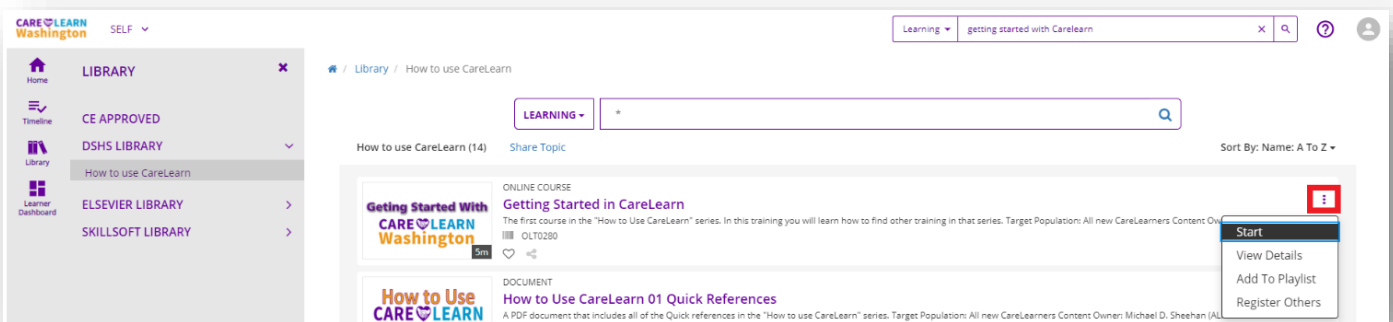 CARE LEARN
Washington
SELF
Learning
getting started with Carelearn
Home
Timeline
Library
Learner
Dashboard
LIBRARY
CE APPROVED
DSHS LIBRARY
How to use CareLearn
ELSEVIER LIBRARY
SKILLSOFT LIBRARY
/ Library / How to use CareLearn
LEARNING
*
How to use CareLearn (14) Share Topic Sort By: Name: A To Z
Geting Started With
CARE LEARN
Washington
5m
ONLINE COURSE
Getting Started in CareLearn
The first course in the "How to Use CareLearn" series. In this training you will learn how to find other training in that series. Target Population: All new CareLearners Content Ow
OLT0280
Start
View Details
Add To Playlist
Register Others
How to Use
CARE LEARN
DOCUMENT
How to Use CareLearn 01 Quick References
A PDF document that includes all of the Quick references in the "How to use CareLearn" series. Target Population: All new CareLearners Content Owner: Michael D. Sheehan (AL